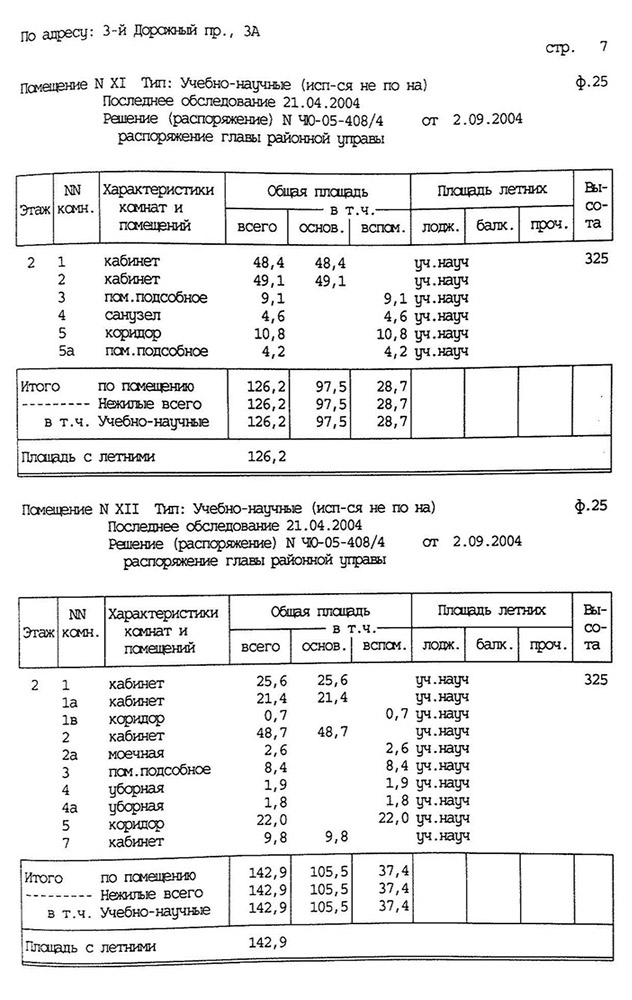 По адресу: 3-й Дорожный пр., 3А
стр. 7
Помещение N XI Тип: Учебно-научные (исп-ся не по на) ф.25
Последнее обследование 21.04.2004
Решение (распоряжение) N ЧЮ-05-408/4 от 2.09.2004
распоряжение главы районной управы
Этаж NN комн. Характеристики комнат и помещений Общая площадь Площадь летних Вы-со-та
в т.ч.
всего основ. вспом. лодж. балк. проч.
2 1 кабинет 48,4 48,4 уч.науч 325
2 кабинет 49,1 49,1 уч.науч
3 пом.подсобное 9,1 9,1 уч.науч
4 санузел 4,6 4,6 уч.науч
5 коридор 10,8 10,8 уч.науч
5а пом.подсобное 4,2 4,2 уч.науч
Итого по помещению 126,2 97,5 28,7
--------- Нежилые всего 126,2 97,5 28,7
в т.ч. Учебно-научные 126,2 97,5 28,7
Площадь с летними 126,2
Помещение N XII Тип: Учебно-научные (исп-ся не по на) ф.25
Последнее обследование 21.04.2004
Решение (распоряжение) N ЧЮ-05-408/4 от 2.09.2004
распоряжение главы районной управы
Этаж NN комн. Характеристики комнат и помещений Общая площадь Площадь летних Вы-со-та
в т.ч.
всего основ. вспом. лодж. балк. проч.
2 1 кабинет 25,6 25,6 уч.науч 325
1а кабинет 21,4 21,4 уч.науч
1в коридор 0,7 0,7 уч.науч
2 кабинет 48,7 48,7 уч.науч
2а моечная 2,6 2,6 уч.науч
3 пом.подсобное 8,4 8,4 уч.науч
4 уборная 1,9 1,9 уч.науч
4а уборная 1,8 1,8 уч.науч
5 коридор 22,0 22,0 уч.науч
7 кабинет 9,8 9,8 уч.науч
Итого по помещению 142,9 105,5 37,4
--------- Нежилые всего 142,9 105,5 37,4
в т.ч. Учебно-научные 142,9 105,5 37,4
Площадь с летними 142,9